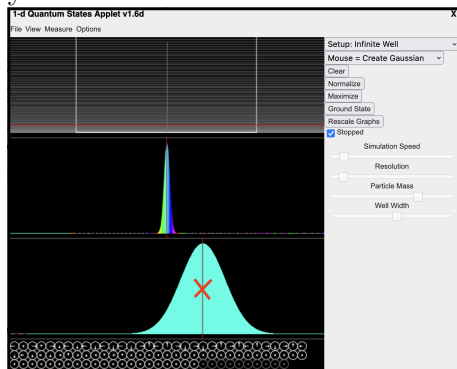 y
1-d Quantum States Applet v1.6d X
File View Measure Options
Setup: Infinite Well
Mouse = Create Gaussian
Clear
Normalize
Maximize
Ground State
Rescale Graphs
Stopped
Simulation Speed
Resolution
Particle Mass
Well Width